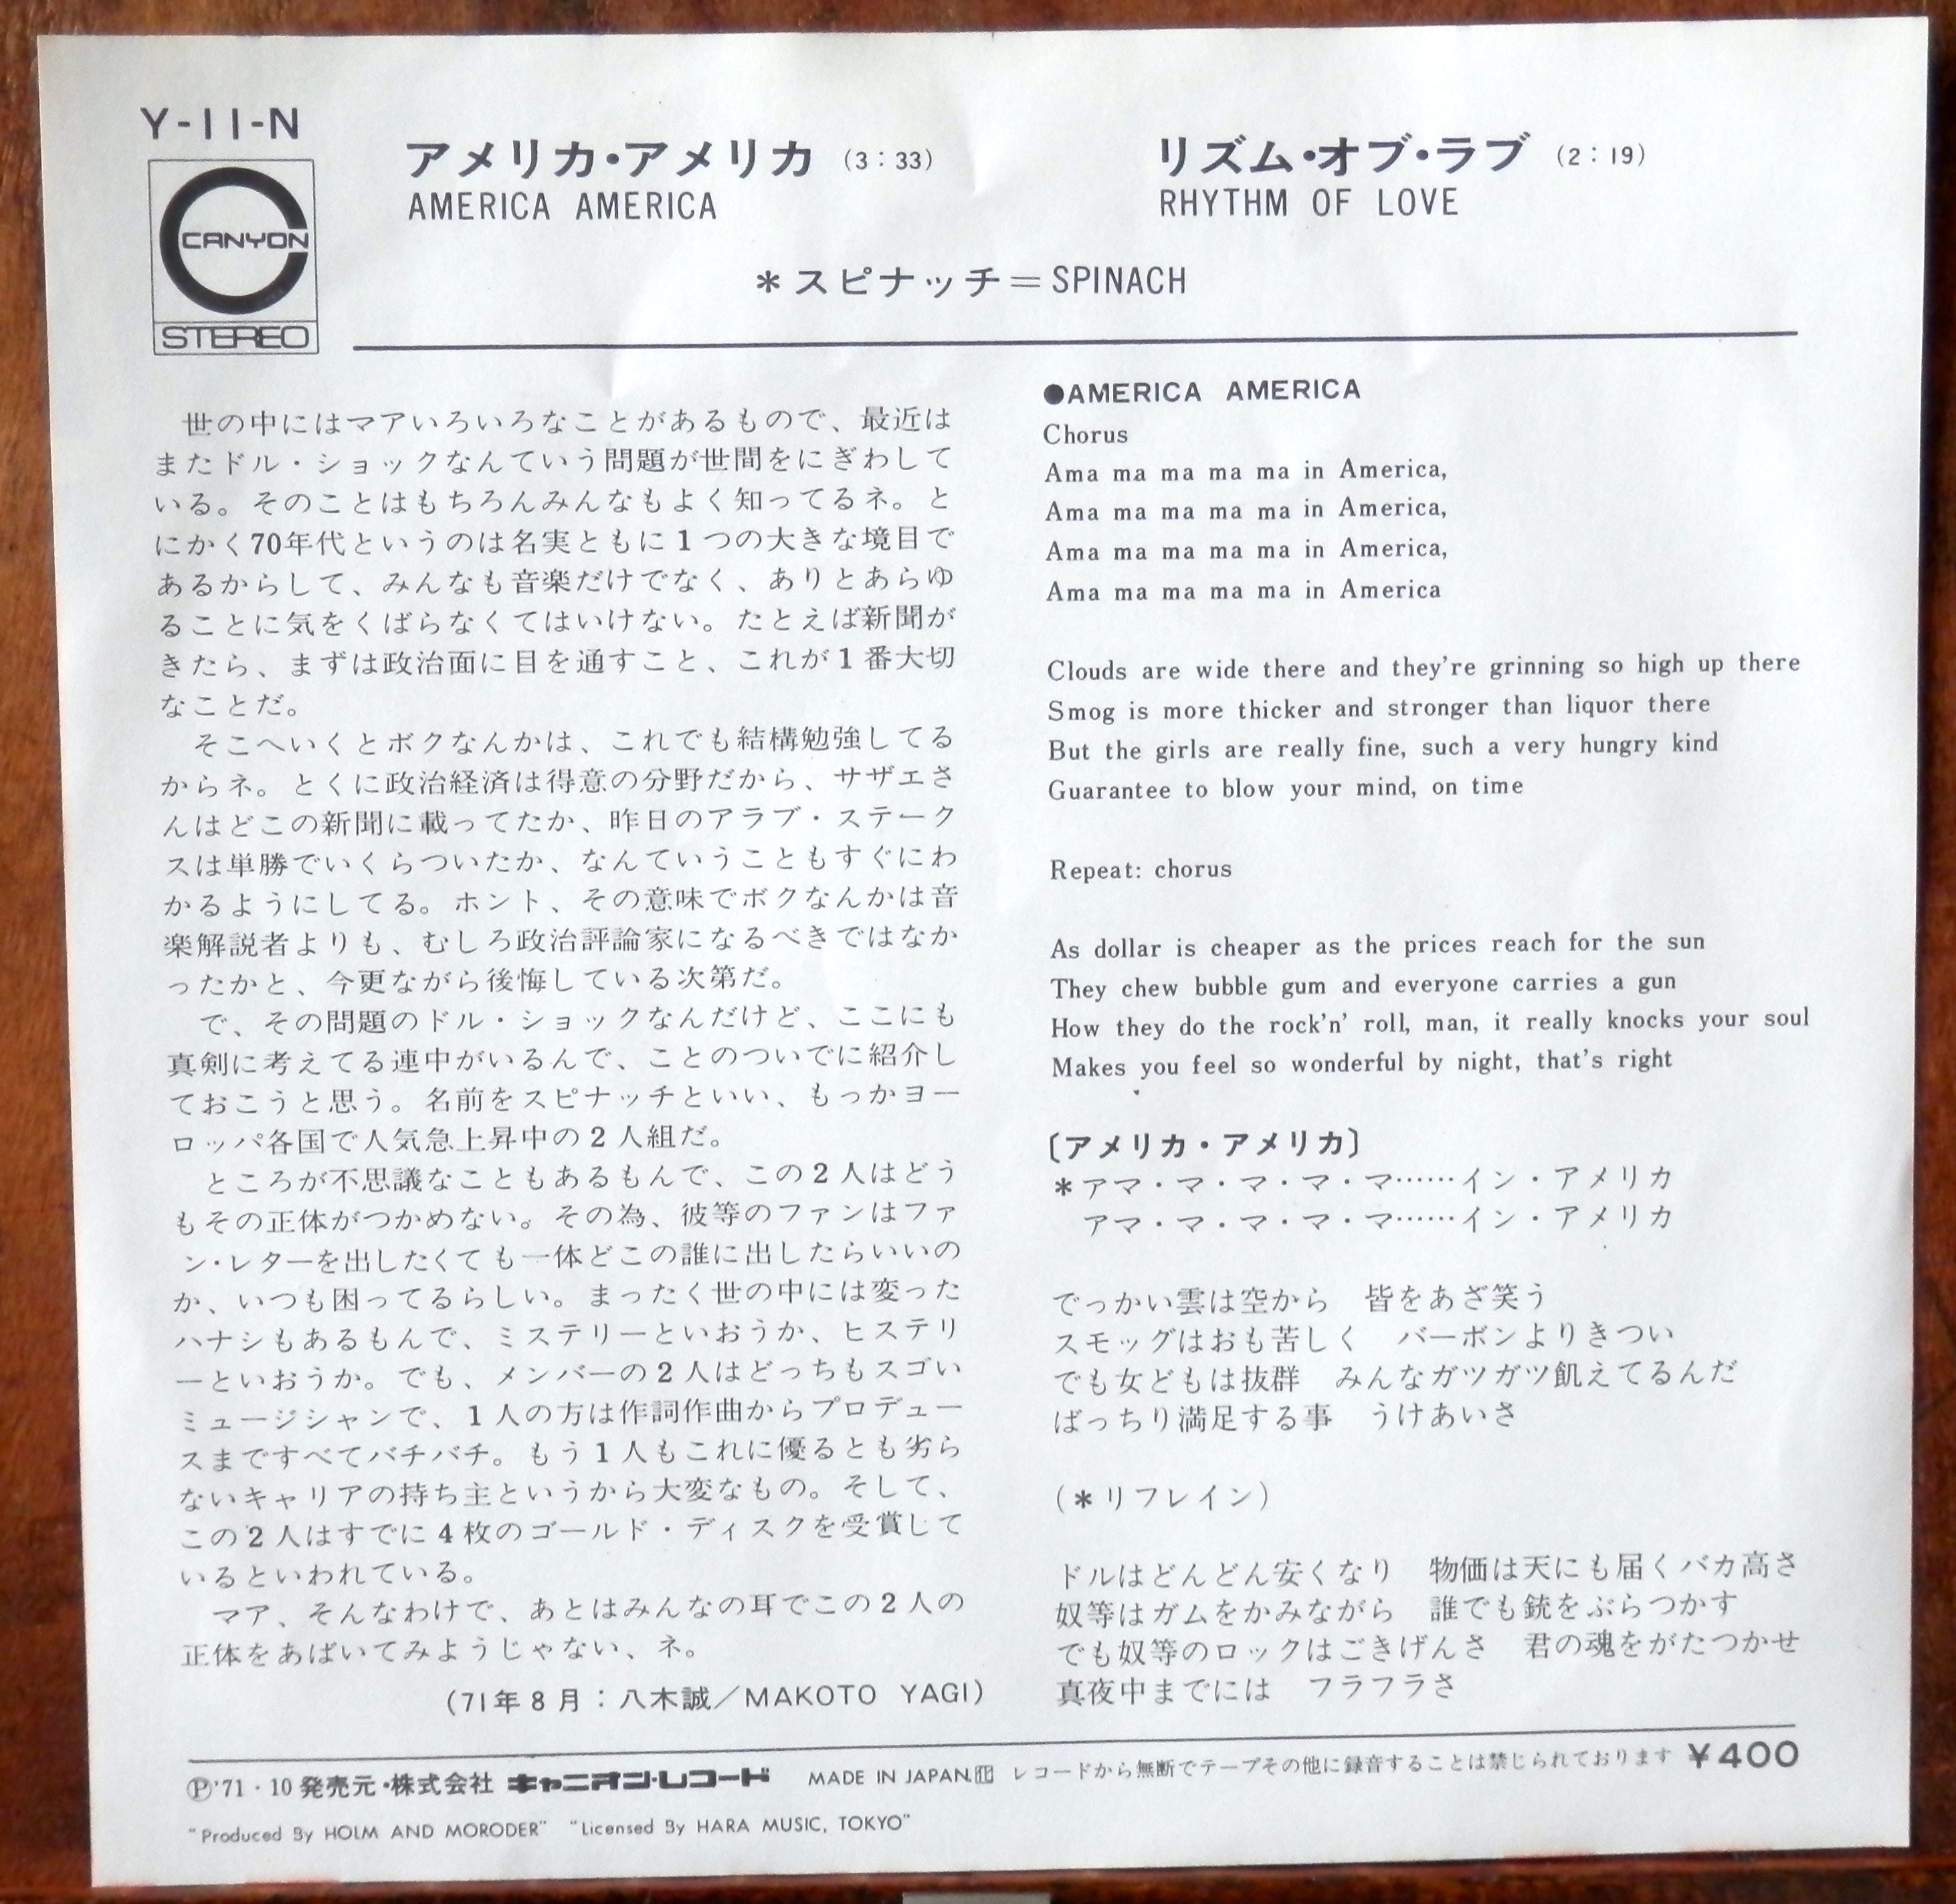 Y-11-N
CANYON
STEREO
アメリカ・アメリカ (3：33)
AMERICA AMERICA
リズム・オブ・ラブ (2：19)
RHYTHM OF LOVE
＊スピナッチ＝SPINACH
世の中にはマアいろいろなことがあるもので、最近は
またドル・ショックなんていう問題が世間をにぎわして
いる。そのことはもちろんみんなもよく知ってるネ。と
にかく70年代というのは名実ともに1つの大きな境目で
あるからして、みんなも音楽だけでなく、ありとあらゆ
ることに気をくばらなくてはいけない。たとえば新聞が
きたら、まずは政治面に目を通すこと、これが1番大切
なことだ。
そこへいくとボクなんかは、これでも結構勉強してる
からネ。とくに政治経済は得意の分野だから、サザエさ
んはどこの新聞に載ってたか、昨日のアラブ・ステーク
スは単勝でいくらついたか、なんていうこともすぐにわ
かるようにしてる。ホント、その意味でボクなんかは音
楽解説者よりも、むしろ政治評論家になるべきではなか
ったかと、今更ながら後悔している次第だ。
で、その問題のドル・ショックなんだけど、ここにも
真剣に考えてる連中がいるんで、ことのついでに紹介し
ておこうと思う。名前をスピナッチといい、もっかヨー
ロッパ各国で人気急上昇中の2人組だ。
ところが不思議なこともあるもんで、この2人はどう
もその正体がつかめない。その為、彼等のファンはファ
ン・レターを出したくても一体どこの誰に出したらいいの
か、いつも困ってるらしい。まったく世の中には変った
ハナシもあるもんで、ミステリーといおうか、ヒステリ
ーといおうか。でも、メンバーの2人はどっちもスゴい
ミュージシャンで、1人の方は作詞作曲からプロデュー
スまですべてバチバチ。もう1人もこれに優るとも劣ら
ないキャリアの持ち主というから大変なもの。そして、
この2人はすでに4枚のゴールド・ディスクを受賞して
いるといわれている。
マア、そんなわけで、あとはみんなの耳でこの2人の
正体をあばいてみようじゃない、ネ。
(71年8月：八木誠／MAKOTO YAGI)
●AMERICA AMERICA
Chorus
Ama ma ma ma ma in America,
Ama ma ma ma ma in America,
Ama ma ma ma ma in America,
Ama ma ma ma ma in America
Clouds are wide there and they're grinning so high up there
Smog is more thicker and stronger than liquor there
But the girls are really fine, such a very hungry kind
Guarantee to blow your mind, on time
Repeat: chorus
As dollar is cheaper as the prices reach for the sun
They chew bubble gum and everyone carries a gun
How they do the rock'n' roll, man, it really knocks your soul
Makes you feel so wonderful by night, that's right
〔アメリカ・アメリカ〕
＊アマ・マ・マ・マ・マ……イン・アメリカ
アマ・マ・マ・マ・マ……イン・アメリカ
でっかい雲は空から　皆をあざ笑う
スモッグはおも苦しく　バーボンよりきつい
でも女どもは抜群　みんなガツガツ飢えてるんだ
ばっちり満足する事　うけあいさ
(＊リフレイン)
ドルはどんどん安くなり　物価は天にも届くバカ高さ
奴等はガムをかみながら　誰でも銃をぶらつかす
でも奴等のロックはごきげんさ　君の魂をがたつかせ
真夜中までには　フラフラさ
Ⓟ'71・10 発売元・株式会社 キャニオン・レコード MADE IN JAPAN. レコードから無断でテープその他に録音することは禁じられております ¥400
"Produced By HOLM AND MORODER" "Licensed By HARA MUSIC, TOKYO"